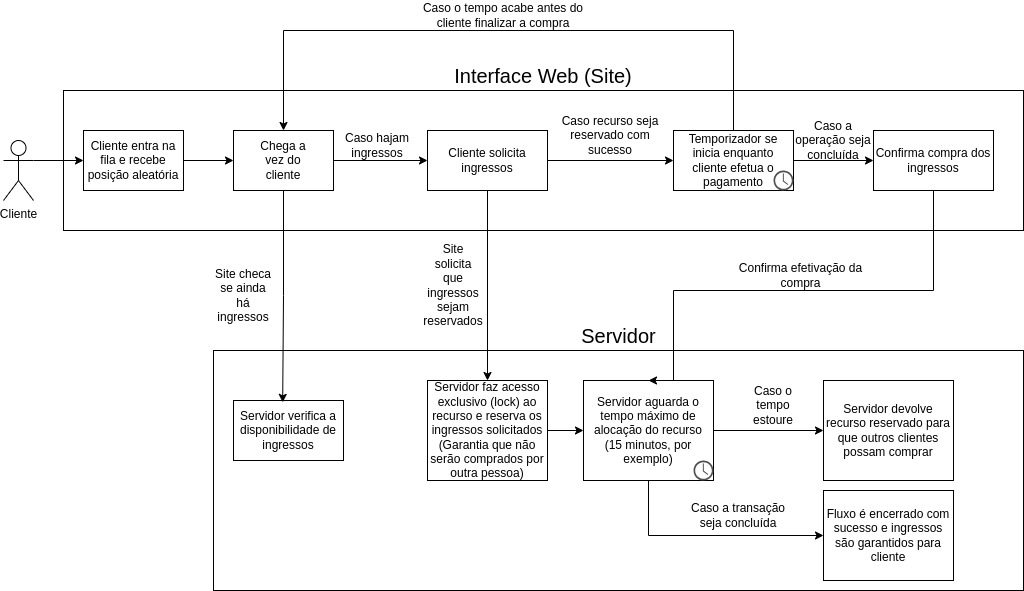 Caso o tempo acabe antes do
cliente finalizar a compra
Interface Web (Site)
Cliente
Cliente entra na
fila e recebe
posição aleatória
Chega a
vez do
cliente
Caso hajam
ingressos
Cliente solicita
ingressos
Caso recurso seja
reservado com
sucesso
Temporizador se
inicia enquanto
cliente efetua o
pagamento
Caso a
operação seja
concluída
Confirma compra dos
ingressos
Site checa
se ainda
há
ingressos
Site
solicita
que
ingressos
sejam
reservados
Confirma efetivação da
compra
Servidor
Servidor verifica a
disponibilidade de
ingressos
Servidor faz acesso
exclusivo (lock) ao
recurso e reserva os
ingressos solicitados
(Garantia que não
serão comprados por
outra pessoa)
Servidor aguarda o
tempo máximo de
alocação do recurso
(15 minutos, por
exemplo)
Caso o
tempo
estoure
Servidor devolve
recurso reservado para
que outros clientes
possam comprar
Caso a transação
seja concluída
Fluxo é encerrado com
sucesso e ingressos
são garantidos para
cliente